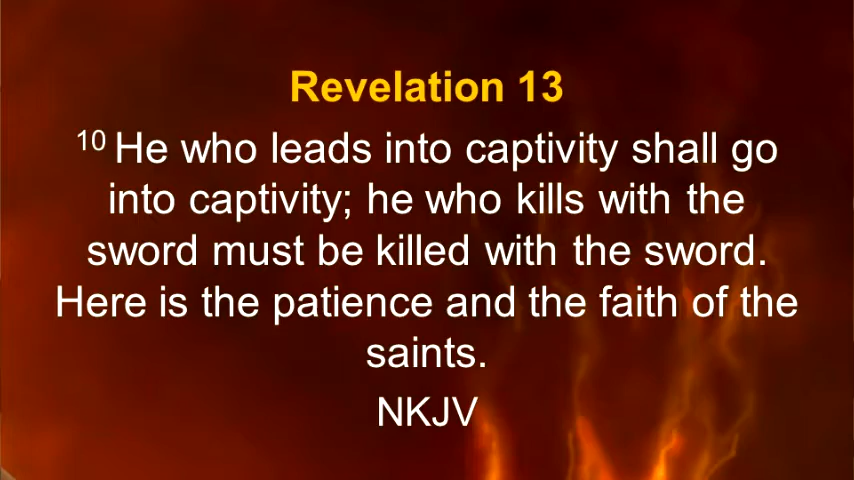 Revelation 13
10 He who leads into captivity shall go
into captivity; he who kills with the
sword must be killed with the sword.
Here is the patience and the faith of the
saints.
NKJV